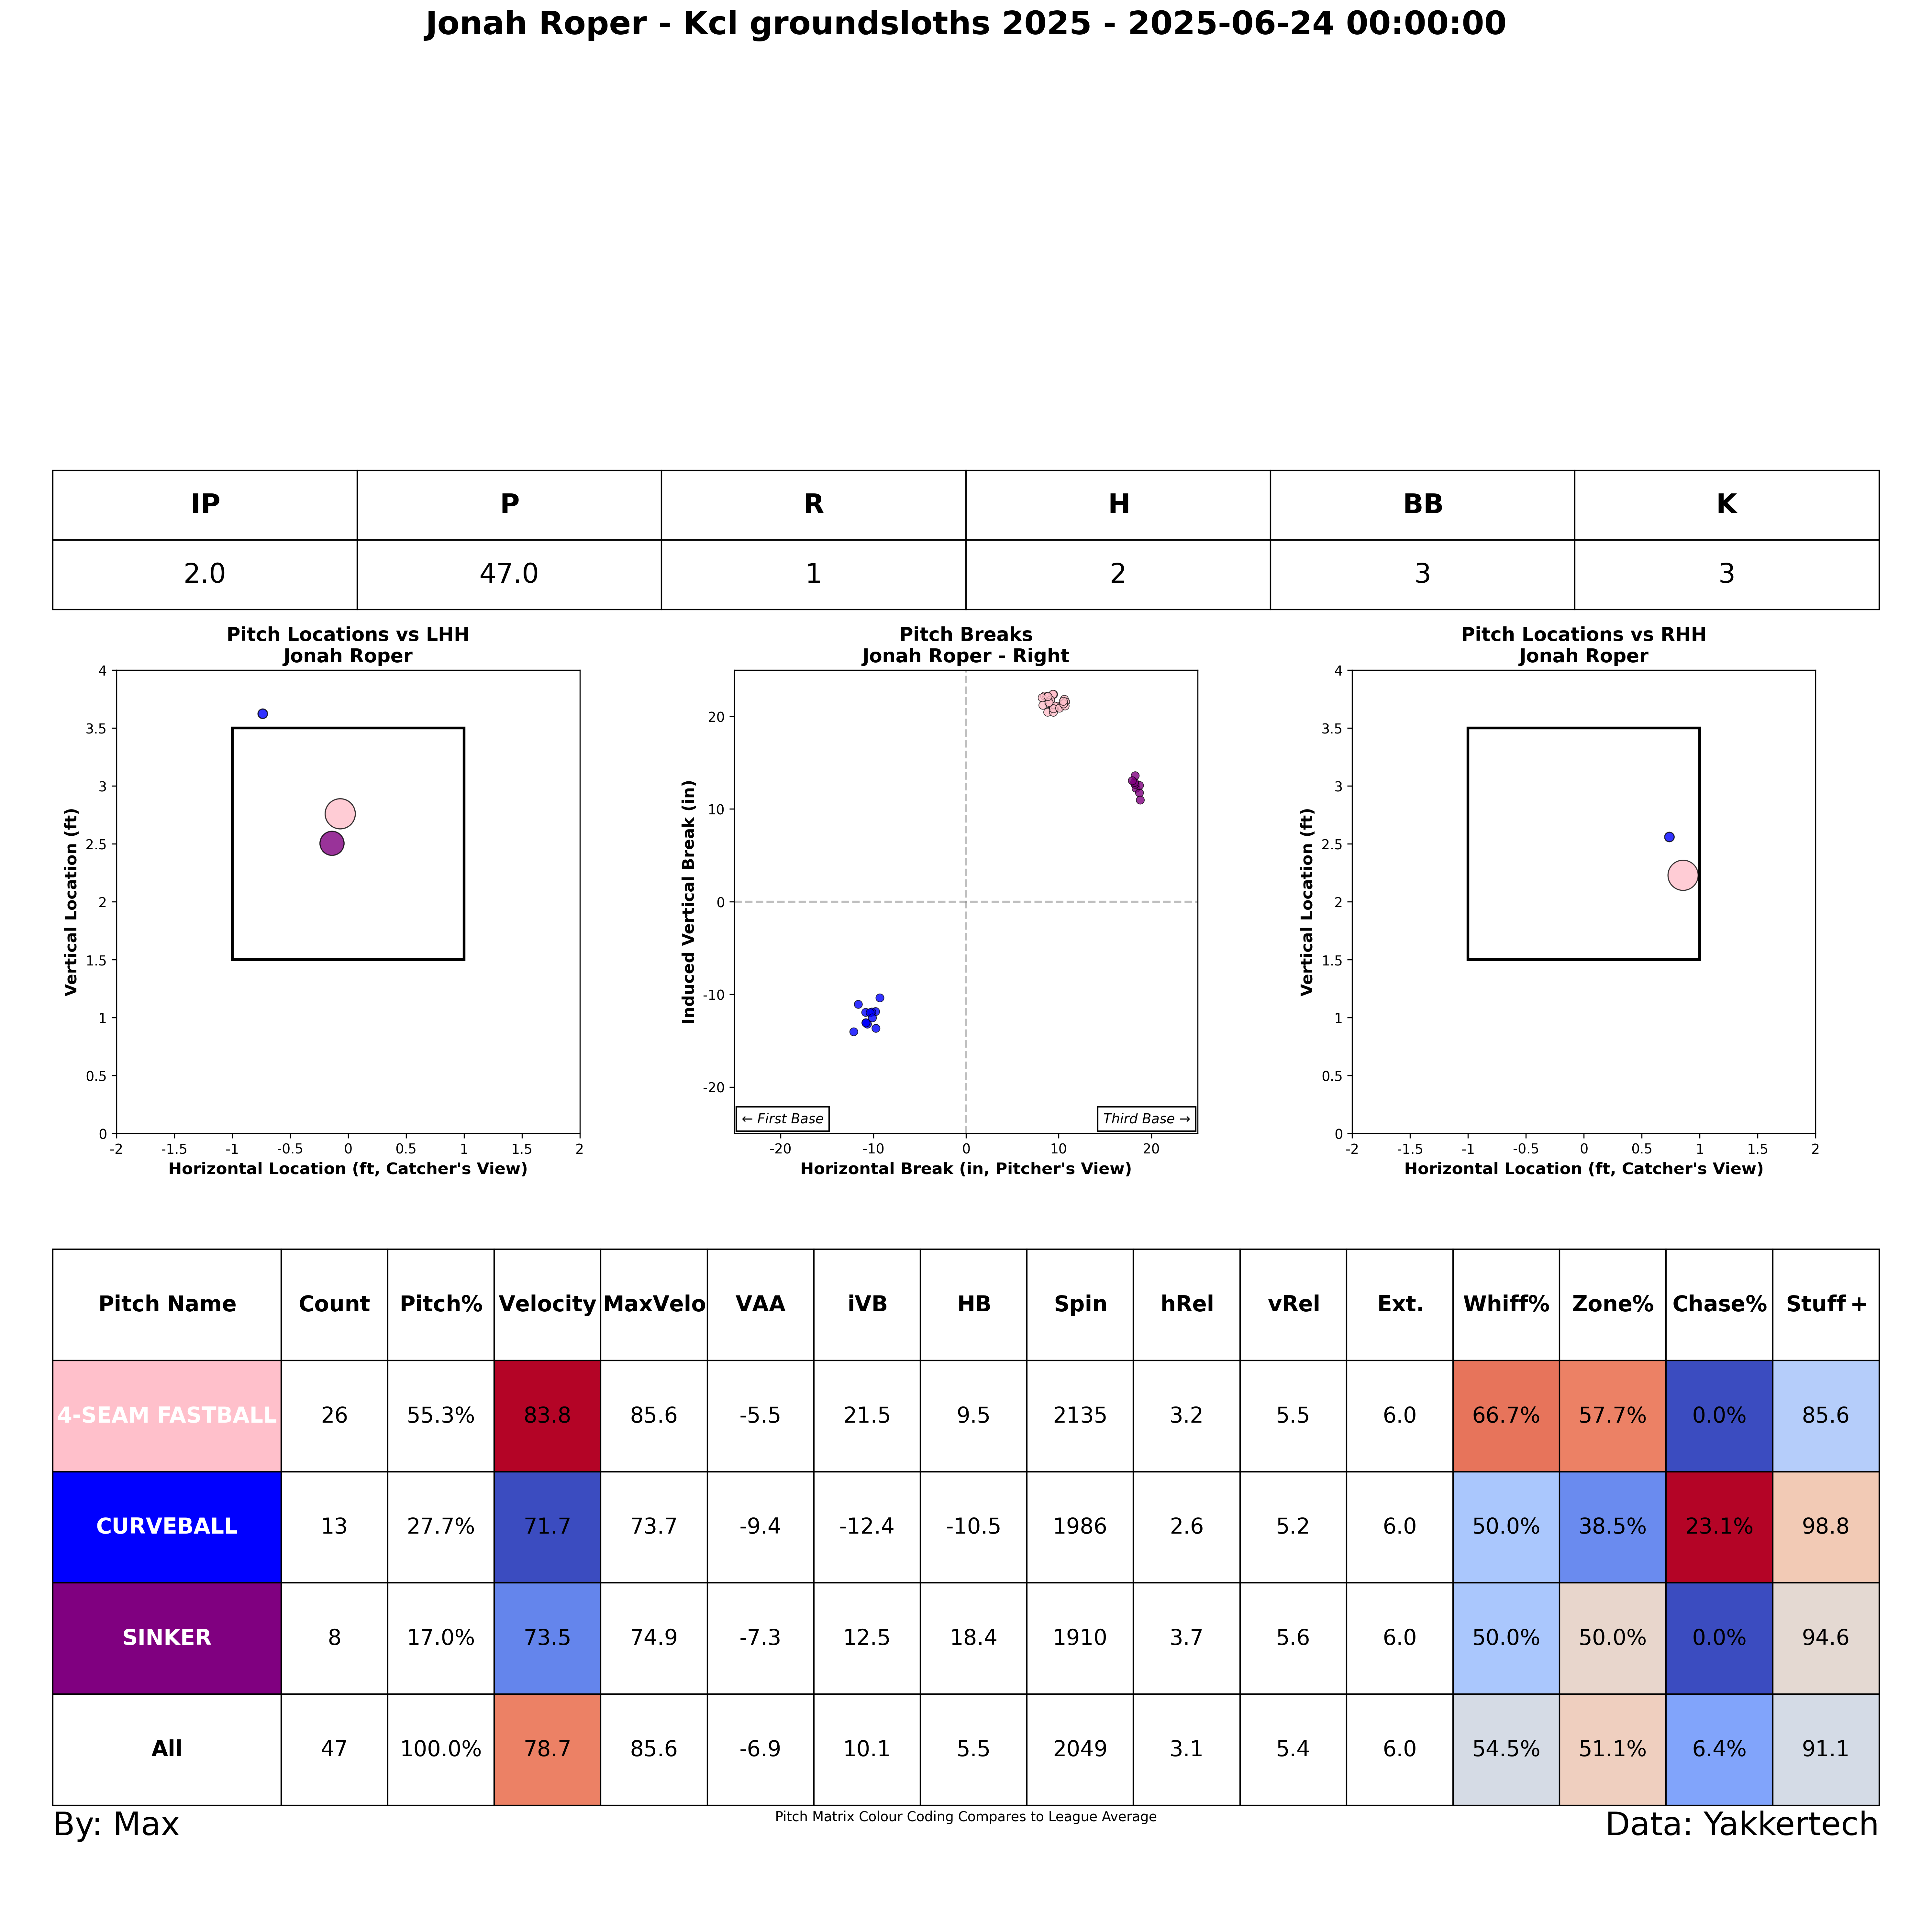 Jonah Roper - Kcl groundsloths 2025 - 2025-06-24 00:00:00
IP P R H BB K
2.0 47.0 1 2 3 3
Pitch Locations vs LHH
Jonah Roper
4
3.5
3
2.5
2
1.5
1
0.5
0
Vertical Location (ft)
-2 -1.5 -1 -0.5 0 0.5 1 1.5 2
Horizontal Location (ft, Catcher's View)
Pitch Breaks
Jonah Roper - Right
20
10
0
-10
-20
Induced Vertical Break (in)
← First Base
Third Base →
-20 -10 0 10 20
Horizontal Break (in, Pitcher's View)
Pitch Locations vs RHH
Jonah Roper
4
3.5
3
2.5
2
1.5
1
0.5
0
Vertical Location (ft)
-2 -1.5 -1 -0.5 0 0.5 1 1.5 2
Horizontal Location (ft, Catcher's View)
Pitch Name Count Pitch% Velocity MaxVelo VAA iVB HB Spin hRel vRel Ext. Whiff% Zone% Chase% Stuff+
4-SEAM FASTBALL 26 55.3% 83.8 85.6 -5.5 21.5 9.5 2135 3.2 5.5 6.0 66.7% 57.7% 0.0% 85.6
CURVEBALL 13 27.7% 71.7 73.7 -9.4 -12.4 -10.5 1986 2.6 5.2 6.0 50.0% 38.5% 23.1% 98.8
SINKER 8 17.0% 73.5 74.9 -7.3 12.5 18.4 1910 3.7 5.6 6.0 50.0% 50.0% 0.0% 94.6
All 47 100.0% 78.7 85.6 -6.9 10.1 5.5 2049 3.1 5.4 6.0 54.5% 51.1% 6.4% 91.1
By: Max
Pitch Matrix Colour Coding Compares to League Average
Data: Yakkertech